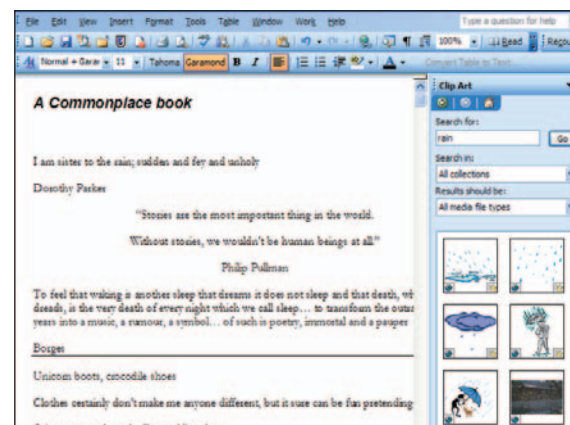 File Edit View Insert Format Tools Table Window Work Help Type a question for help
100% Read
Normal + Garar 11 Tahoma Garamond B I A Convert Table to Text...
Clip Art
Search for:
rain Go
Search in:
All collections
Results should be:
All media file types
A Commonplace book
I am sister to the rain; sudden and fey and unholy
Dorothy Parker
"Stories are the most important thing in the world.
Without stories, we wouldn't be human beings at all."
Philip Pullman
To feel that waking is another sleep that dreams it does not sleep and that death, wh
dreads, is the very death of every night which we call sleep... to transform the outra
years into a music, a rumour, a symbol... of such is poetry, immortal and a pauper
Borges
Unicorn boots, crocodile shoes
Clothes certainly don't make me anyone different, but it sure can be fun pretending